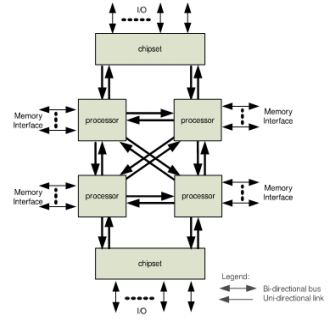 I/O
chipset
Memory
Interface
processor
processor
Memory
Interface
Memory
Interface
processor
processor
Memory
Interface
chipset
Legend:
Bi-directional bus
Uni-directional link
I/O